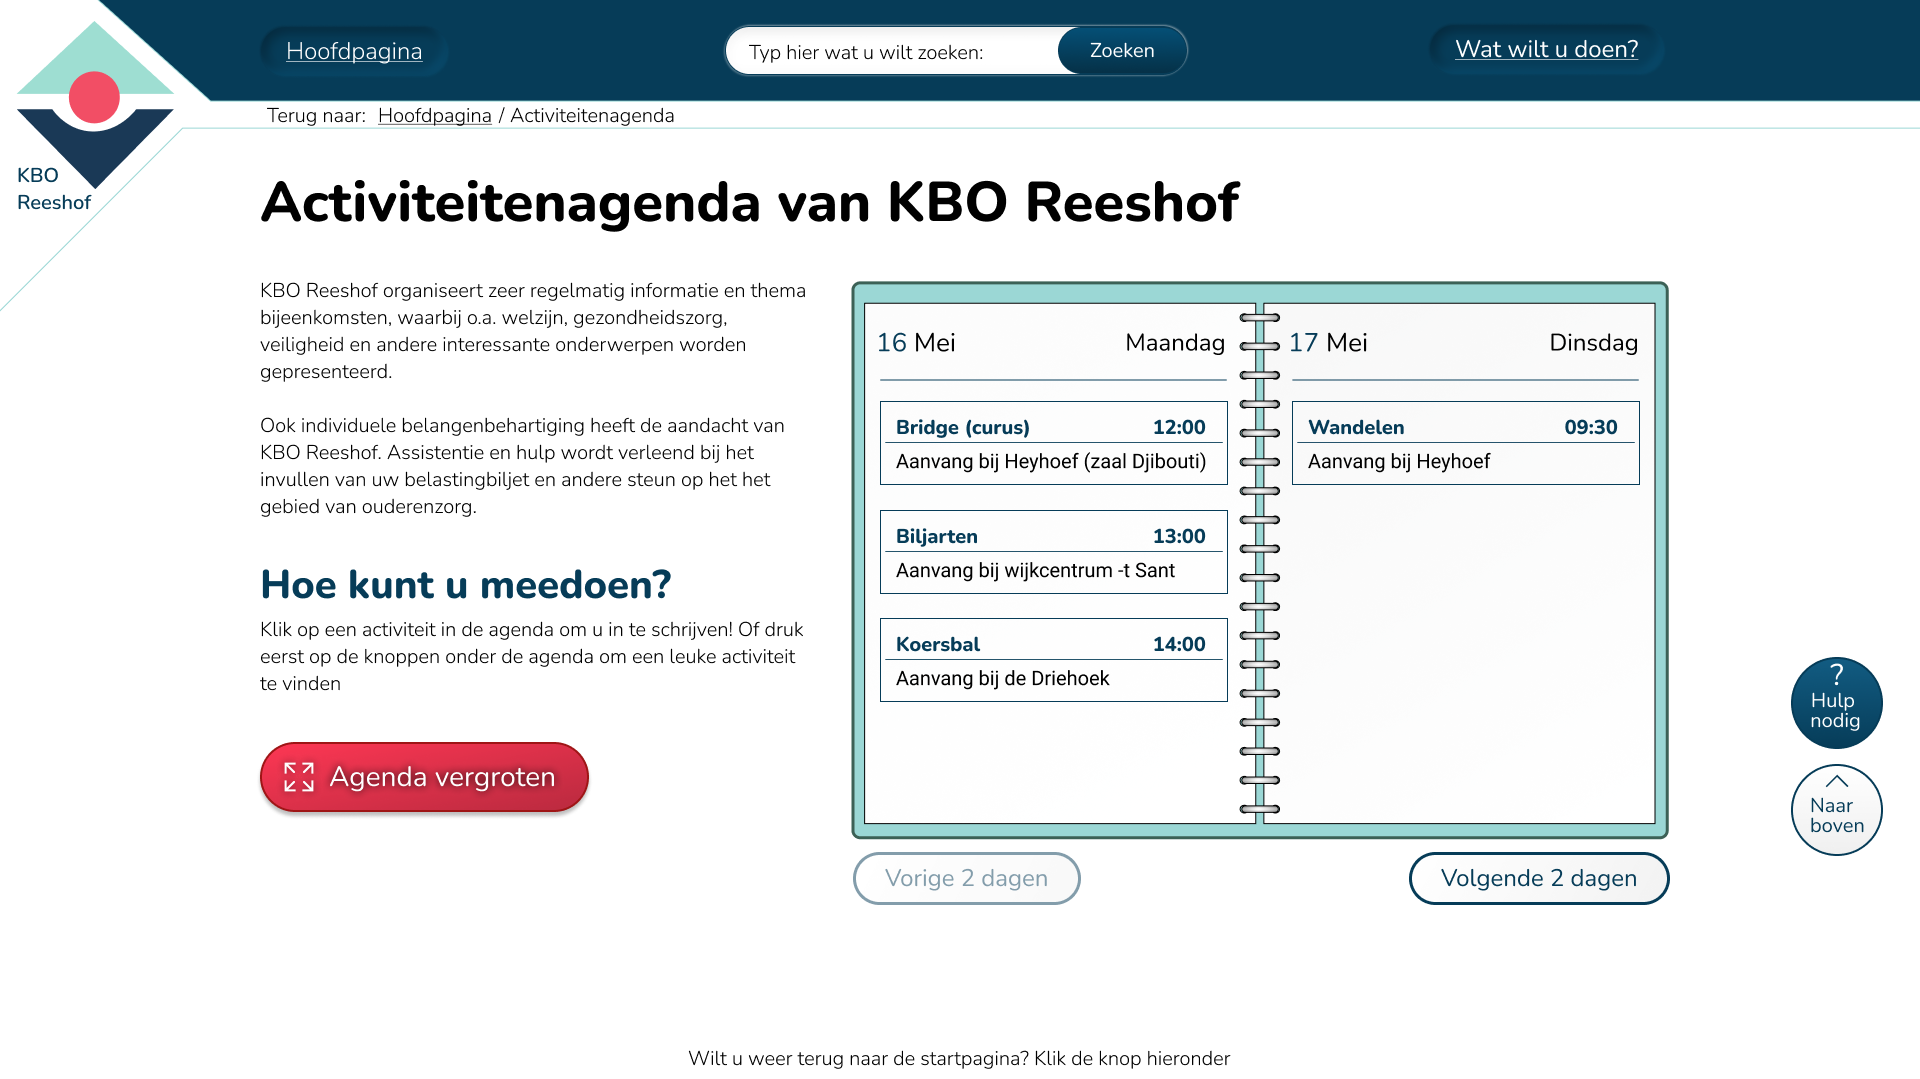 Hoofdpagina
Typ hier wat u wilt zoeken:
Zoeken
Wat wilt u doen?
Terug naar: Hoofdpagina / Activiteitenagenda
KBO
Reeshof
Activiteitenagenda van KBO Reeshof
KBO Reeshof organiseert zeer regelmatig informatie en thema
bijeenkomsten, waarbij o.a. welzijn, gezondheidszorg,
veiligheid en andere interessante onderwerpen worden
gepresenteerd.
Ook individuele belangenbehartiging heeft de aandacht van
KBO Reeshof. Assistentie en hulp wordt verleend bij het
invullen van uw belastingbiljet en andere steun op het het
gebied van ouderenzorg.
Hoe kunt u meedoen?
Klik op een activiteit in de agenda om u in te schrijven! Of druk
eerst op de knoppen onder de agenda om een leuke activiteit
te vinden
Agenda vergroten
16 Mei Maandag
Bridge (curus) 12:00
Aanvang bij Heyhoef (zaal Djibouti)
Biljarten 13:00
Aanvang bij wijkcentrum -t Sant
Koersbal 14:00
Aanvang bij de Driehoek
17 Mei Dinsdag
Wandelen 09:30
Aanvang bij Heyhoef
Vorige 2 dagen
Volgende 2 dagen
?
Hulp
nodig
Naar
boven
Wilt u weer terug naar de startpagina? Klik de knop hieronder